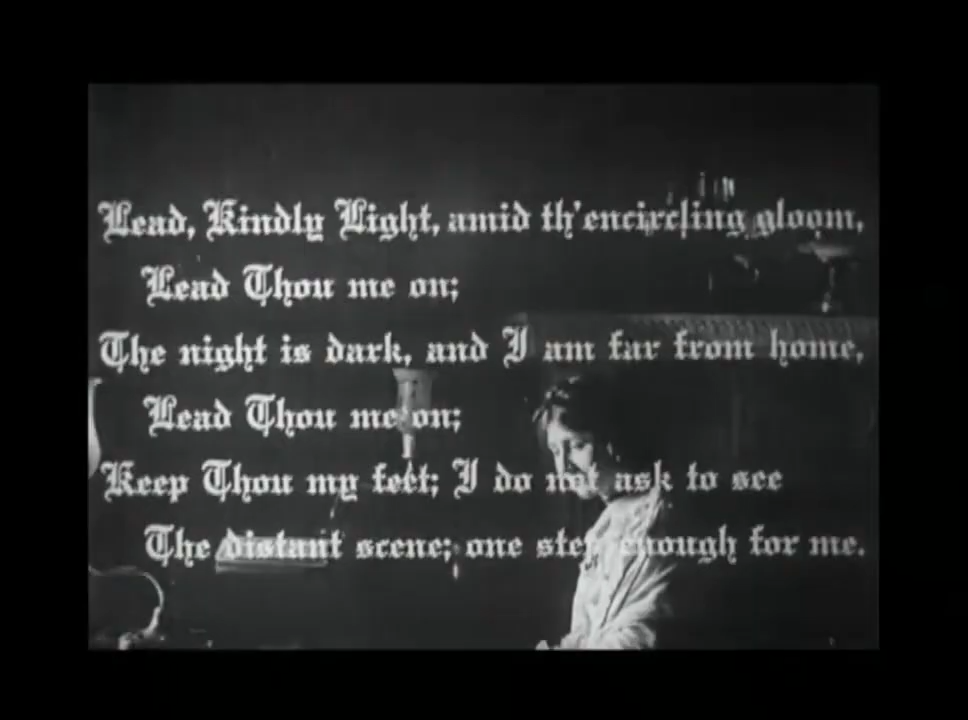 Lead, Kindly Light, amid th' encircling gloom,
Lead Thou me on;
The night is dark, and I am far from home,
Lead Thou me on;
Keep Thou my feet; I do not ask to see
The distant scene; one step enough for me.